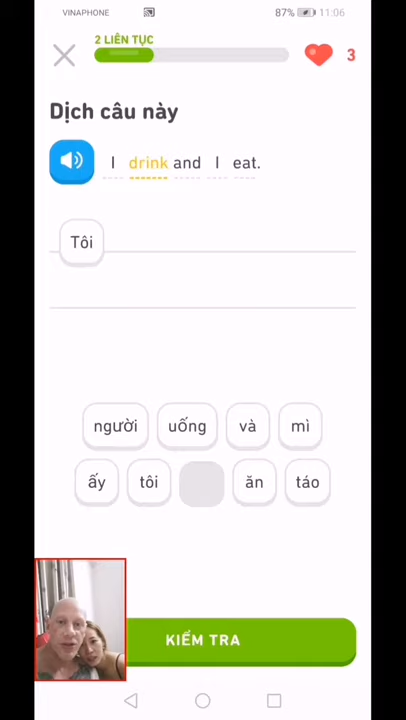 VINAPHONE 87% 11:06
2 LIÊN TỤC
3
Dịch câu này
I drink and I eat.
Tôi
người uống và mì
ấy tôi ăn táo
KIỂM TRA